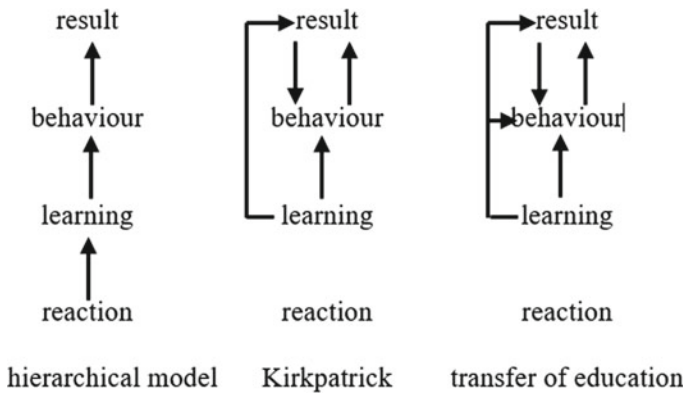 result result result
behaviour behaviour behaviour
learning learning learning
reaction reaction reaction
hierarchical model Kirkpatrick transfer of education